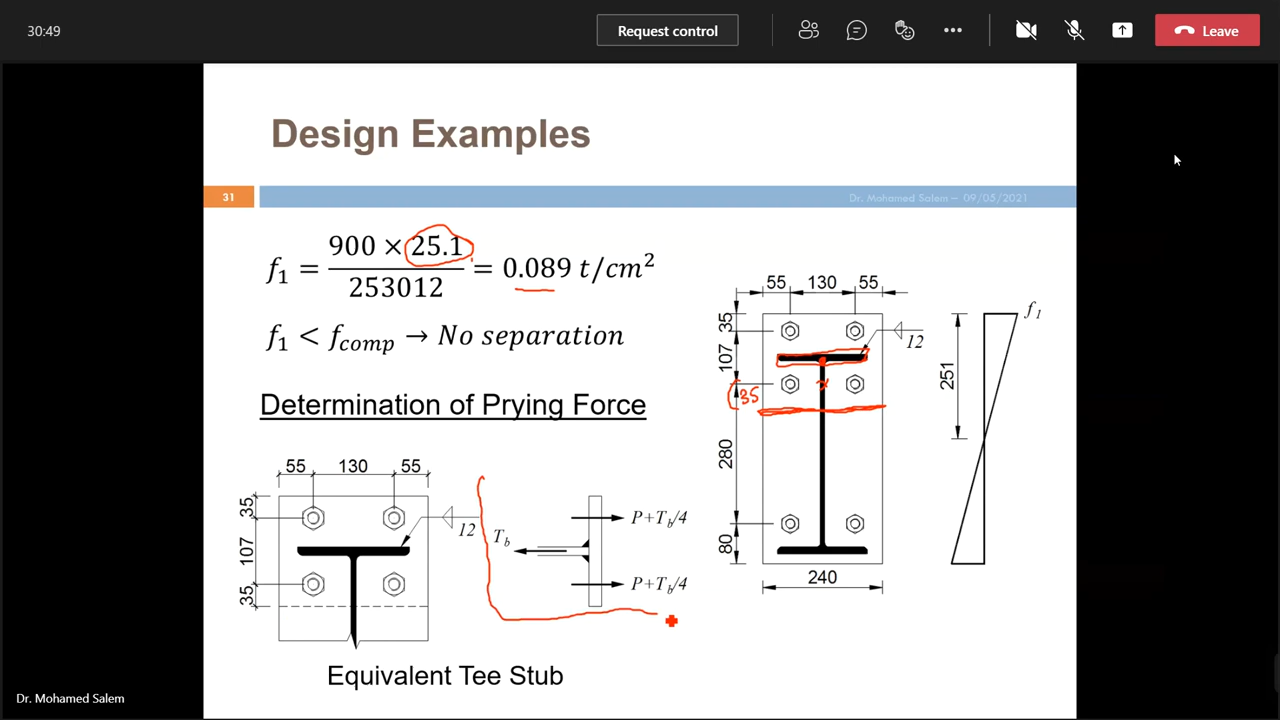 30:49
Request control
Leave
Design Examples
31
Dr. Mohamed Salem – 09/05/2021
f₁ = 900 × 25.1 / 253012 = 0.089 t/cm²
f₁ < f_comp → No separation
Determination of Prying Force
55 130 55
35
107
35
12
T_b
P+T_b/4
P+T_b/4
Equivalent Tee Stub
55 130 55
35
107
35
280
80
12
x
240
251
f₁
Dr. Mohamed Salem